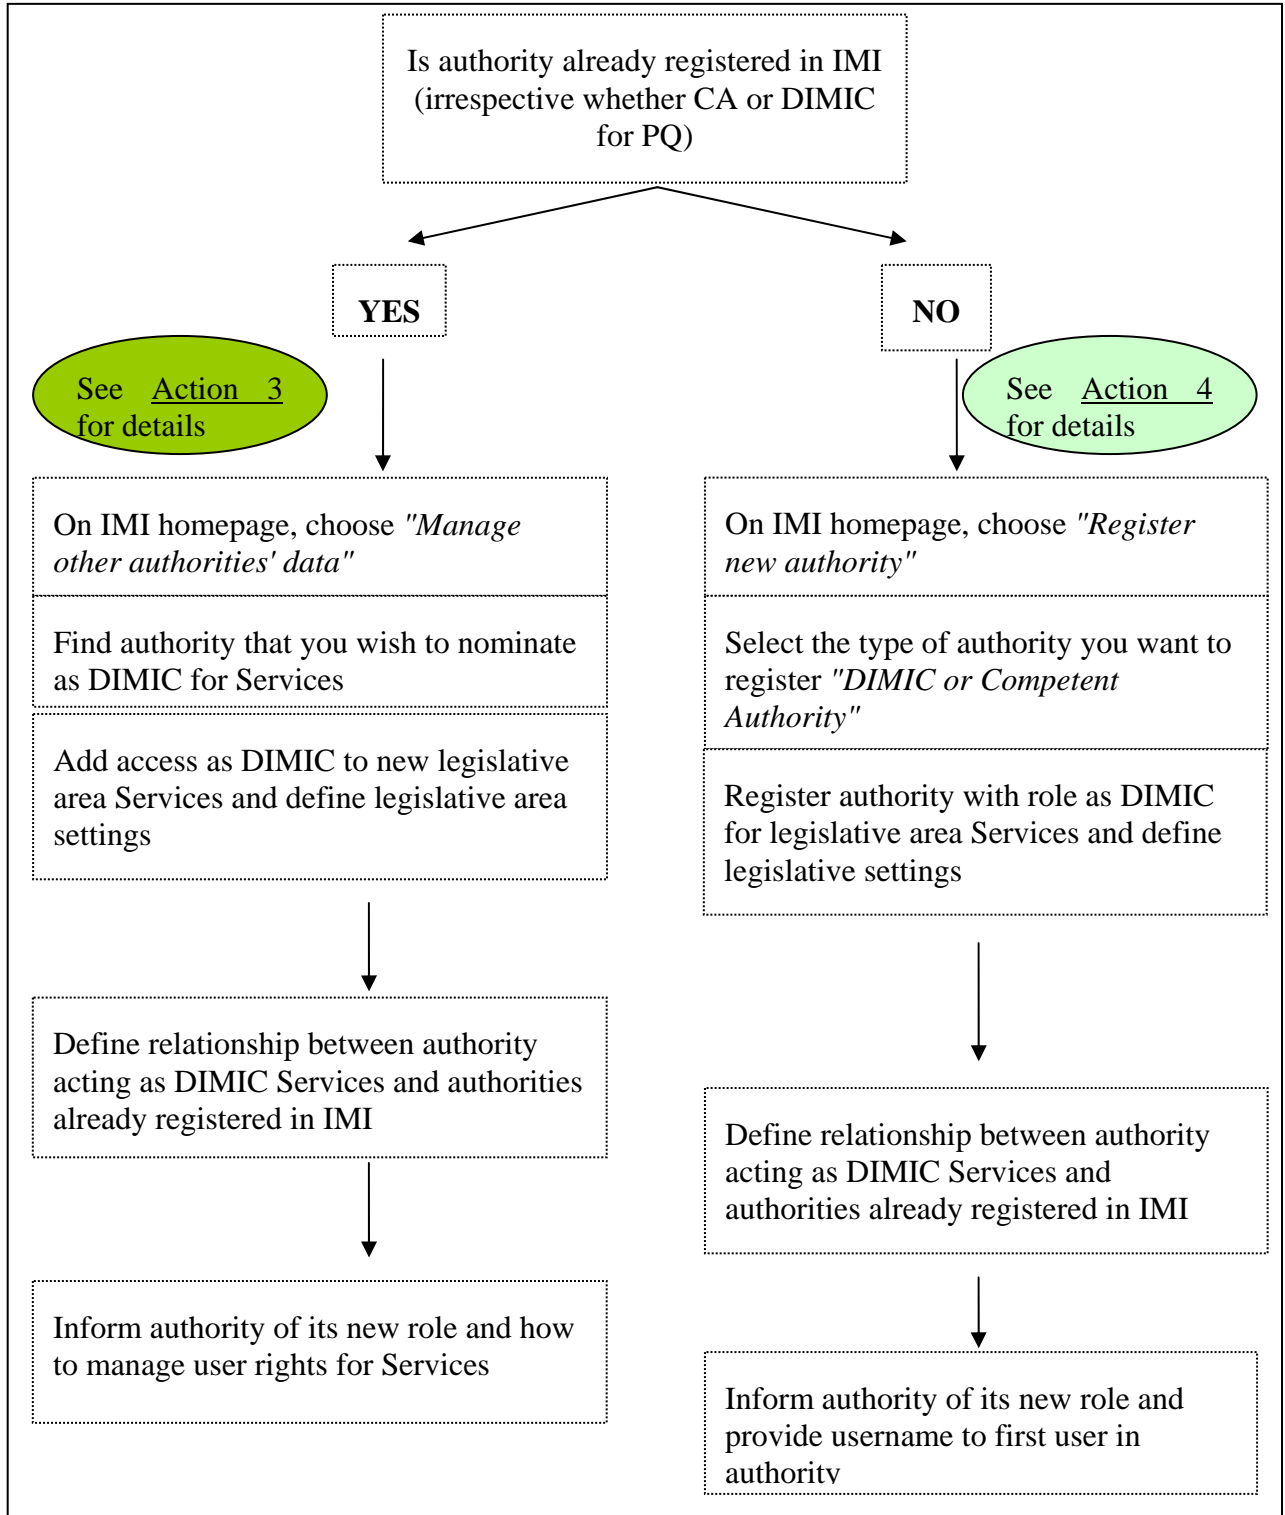 Is authority already registered in IMI
(irrespective whether CA or DIMIC
for PQ)
YES
NO
See Action 3
for details
See Action 4
for details
On IMI homepage, choose "Manage
other authorities' data"
Find authority that you wish to nominate
as DIMIC for Services
Add access as DIMIC to new legislative
area Services and define legislative area
settings
Define relationship between authority
acting as DIMIC Services and authorities
already registered in IMI
Inform authority of its new role and how
to manage user rights for Services
On IMI homepage, choose "Register
new authority"
Select the type of authority you want to
register "DIMIC or Competent
Authority"
Register authority with role as DIMIC
for legislative area Services and define
legislative settings
Define relationship between authority
acting as DIMIC Services and
authorities already registered in IMI
Inform authority of its new role and
provide username to first user in
authority